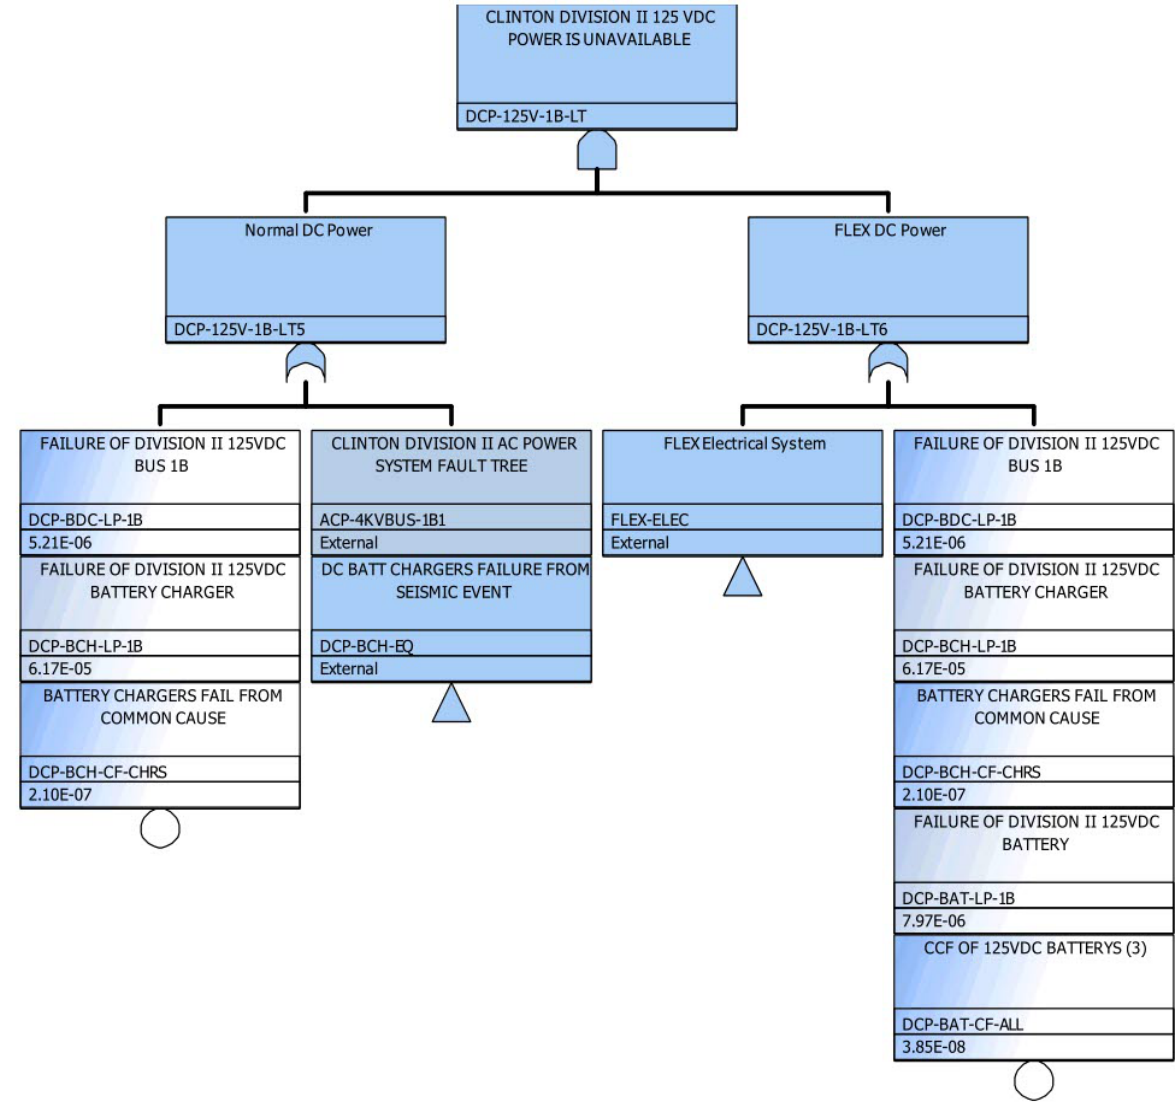 CLINTON DIVISION II 125 VDC
POWER IS UNAVAILABLE
DCP-125V-1B-LT
Normal DC Power
DCP-125V-1B-LT5
FLEX DC Power
DCP-125V-1B-LT6
FAILURE OF DIVISION II 125VDC
BUS 1B
DCP-BDC-LP-1B
5.21E-06
FAILURE OF DIVISION II 125VDC
BATTERY CHARGER
DCP-BCH-LP-1B
6.17E-05
BATTERY CHARGERS FAIL FROM
COMMON CAUSE
DCP-BCH-CF-CHRS
2.10E-07
CLINTON DIVISION II AC POWER
SYSTEM FAULT TREE
ACP-4KVBUS-1B1
External
DC BATT CHARGERS FAILURE FROM
SEISMIC EVENT
DCP-BCH-EQ
External
FLEX Electrical System
FLEX-ELEC
External
FAILURE OF DIVISION II 125VDC
BUS 1B
DCP-BDC-LP-1B
5.21E-06
FAILURE OF DIVISION II 125VDC
BATTERY CHARGER
DCP-BCH-LP-1B
6.17E-05
BATTERY CHARGERS FAIL FROM
COMMON CAUSE
DCP-BCH-CF-CHRS
2.10E-07
FAILURE OF DIVISION II 125VDC
BATTERY
DCP-BAT-LP-1B
7.97E-06
CCF OF 125VDC BATTERYS (3)
DCP-BAT-CF-ALL
3.85E-08